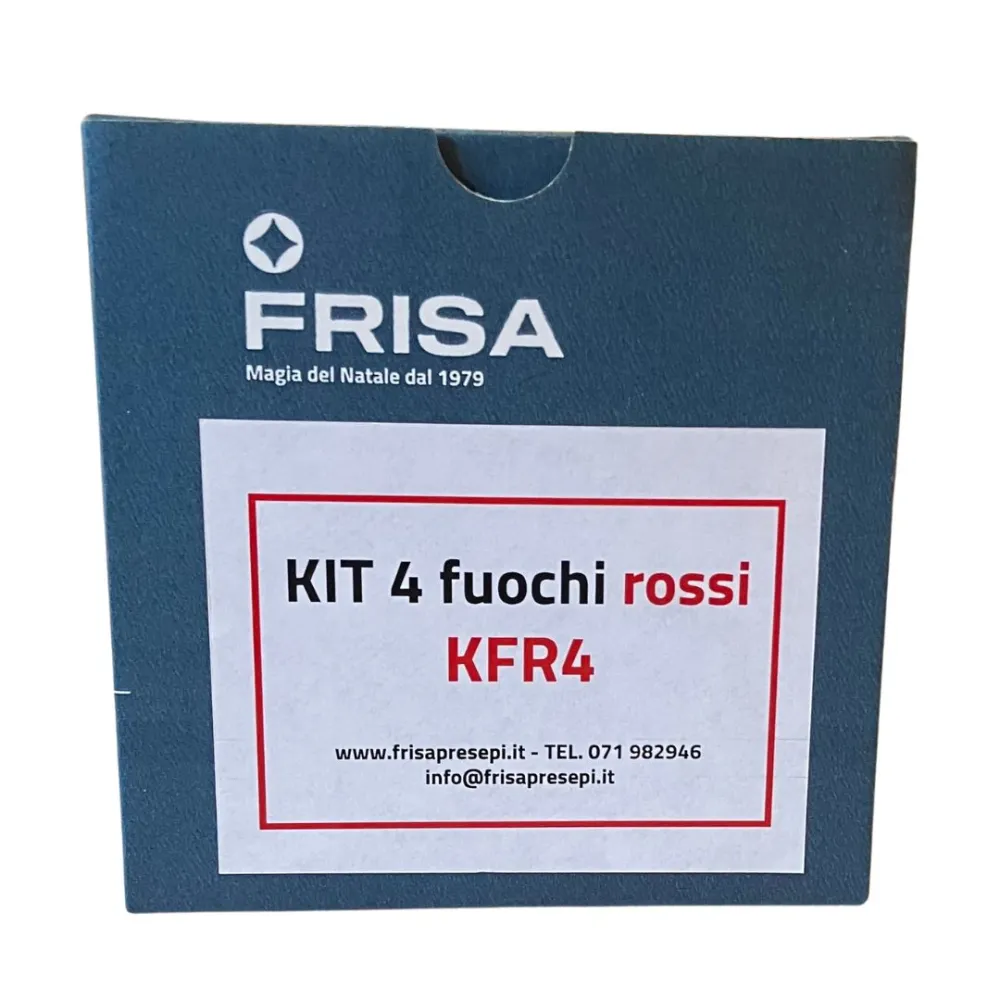 FRISA
Magia del Natale dal 1979
KIT 4 fuochi rossi
KFR4
www.frisapresepi.it - TEL. 071 982946
info@frisapresepi.it